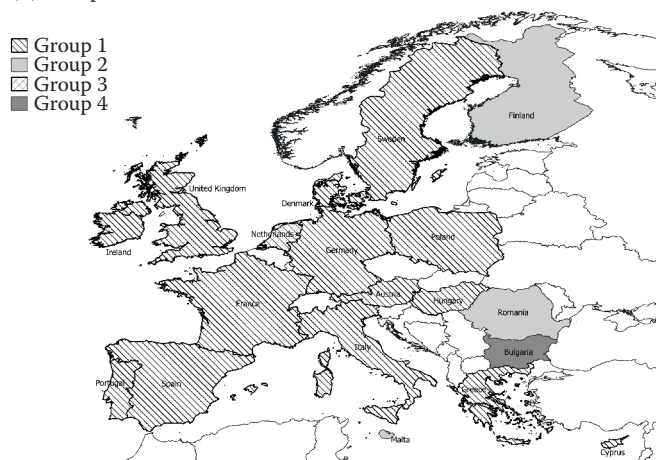 Group 1
Group 2
Group 3
Group 4
Finland
Sweden
United Kingdom
Denmark
Ireland
Netherlands
Poland
Germany
Austria
Hungary
France
Romania
Italy
Bulgaria
Portugal
Spain
Greece
Malta
Cyprus